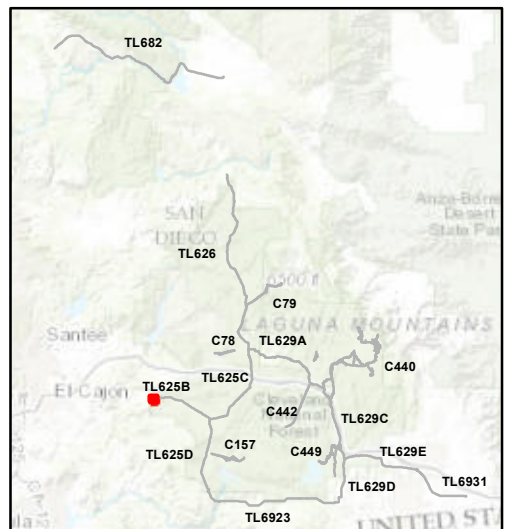 TL682
SAN
DIEGO
Anza-Borrego
Desert
State Par
TL626
6500 ft
C79
LAGUNA MOUNTAINS
Santee
C78
TL629A
C440
El Cajon
TL625B
TL625C
Cleveland
National
Forest
C442
TL629C
C157
C449
TL629E
TL625D
TL629D
TL6931
TL6923
UNITED STA